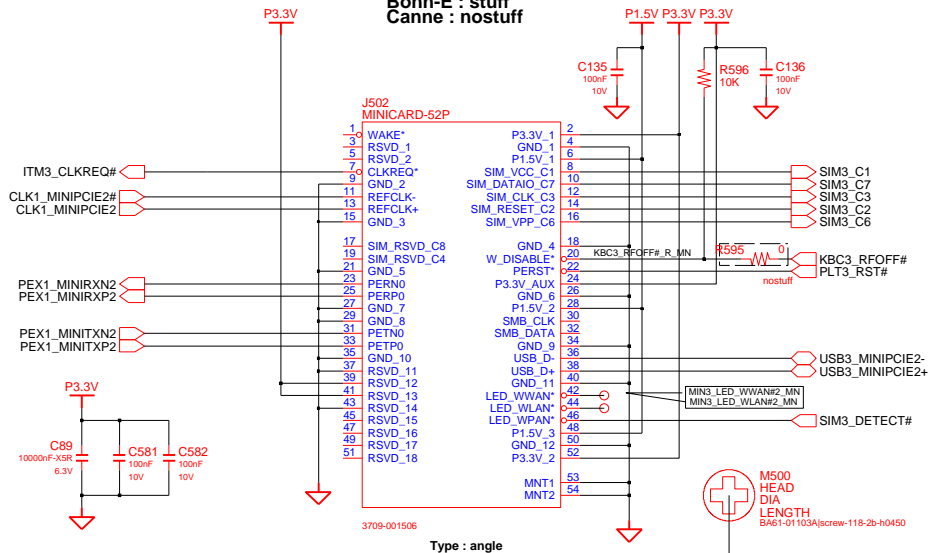 Bonn-E : stuff
Canne : nostuff
P3.3V
P1.5V P3.3V P3.3V
C135
100nF
10V
R596
10K
C136
100nF
10V
J502
MINICARD-52P
1 WAKE*
3 RSVD_1
5 RSVD_2
7 CLKREQ*
9 GND_2
11 REFCLK-
13 REFCLK+
15 GND_3
17 SIM_RSVD_C8
19 SIM_RSVD_C4
21 GND_5
23 PERN0
25 PERP0
27 GND_7
29 GND_8
31 PETN0
33 PETP0
35 GND_10
37 RSVD_11
39 RSVD_12
41 RSVD_13
43 RSVD_14
45 RSVD_15
47 RSVD_16
49 RSVD_17
51 RSVD_18
P3.3V_1 2
GND_1 4
P1.5V_1 6
SIM_VCC_C1 8
SIM_DATAIO_C7 10
SIM_CLK_C3 12
SIM_RESET_C2 14
SIM_VPP_C6 16
GND_4 18
W_DISABLE* 20
PERST* 22
P3.3V_AUX 24
GND_6 26
P1.5V_2 28
SMB_CLK 30
SMB_DATA 32
GND_9 34
USB_D- 36
USB_D+ 38
GND_11 40
LED_WWAN* 42
LED_WLAN* 44
LED_WPAN* 46
P1.5V_3 48
GND_12 50
P3.3V_2 52
MNT1 53
MNT2 54
3709-001506
ITM3_CLKREQ#
CLK1_MINIPCIE2#
CLK1_MINIPCIE2
PEX1_MINIRXN2
PEX1_MINIRXP2
PEX1_MINITXN2
PEX1_MINITXP2
SIM3_C1
SIM3_C7
SIM3_C3
SIM3_C2
SIM3_C6
KBC3_RFOFF#_R_MN
R595 0
nostuff
KBC3_RFOFF#
PLT3_RST#
USB3_MINIPCIE2-
USB3_MINIPCIE2+
MIN3_LED_WWAN#2_MN
MIN3_LED_WLAN#2_MN
SIM3_DETECT#
P3.3V
C89
10000nF-X5R
6.3V
C581
100nF
10V
C582
100nF
10V
M500
HEAD
DIA
LENGTH
BA61-01103A|screw-118-2b-h0450
Type : angle